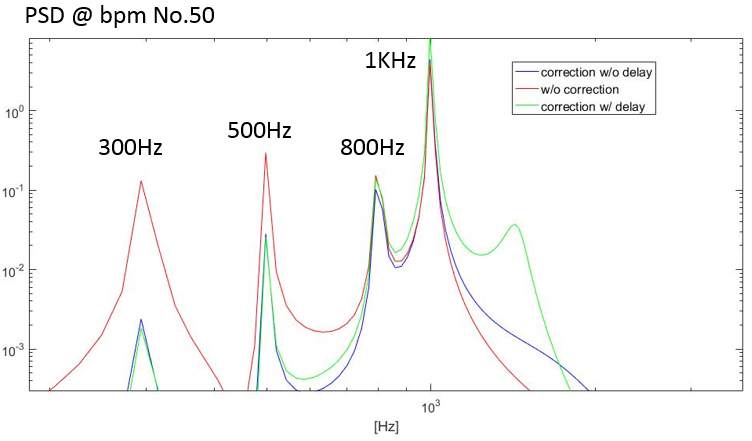 PSD @ bpm No.50
1KHz
500Hz
300Hz
800Hz
correction w/o delay
w/o correction
correction w/ delay
10^0
10^-1
10^-2
10^-3
10^3
[Hz]